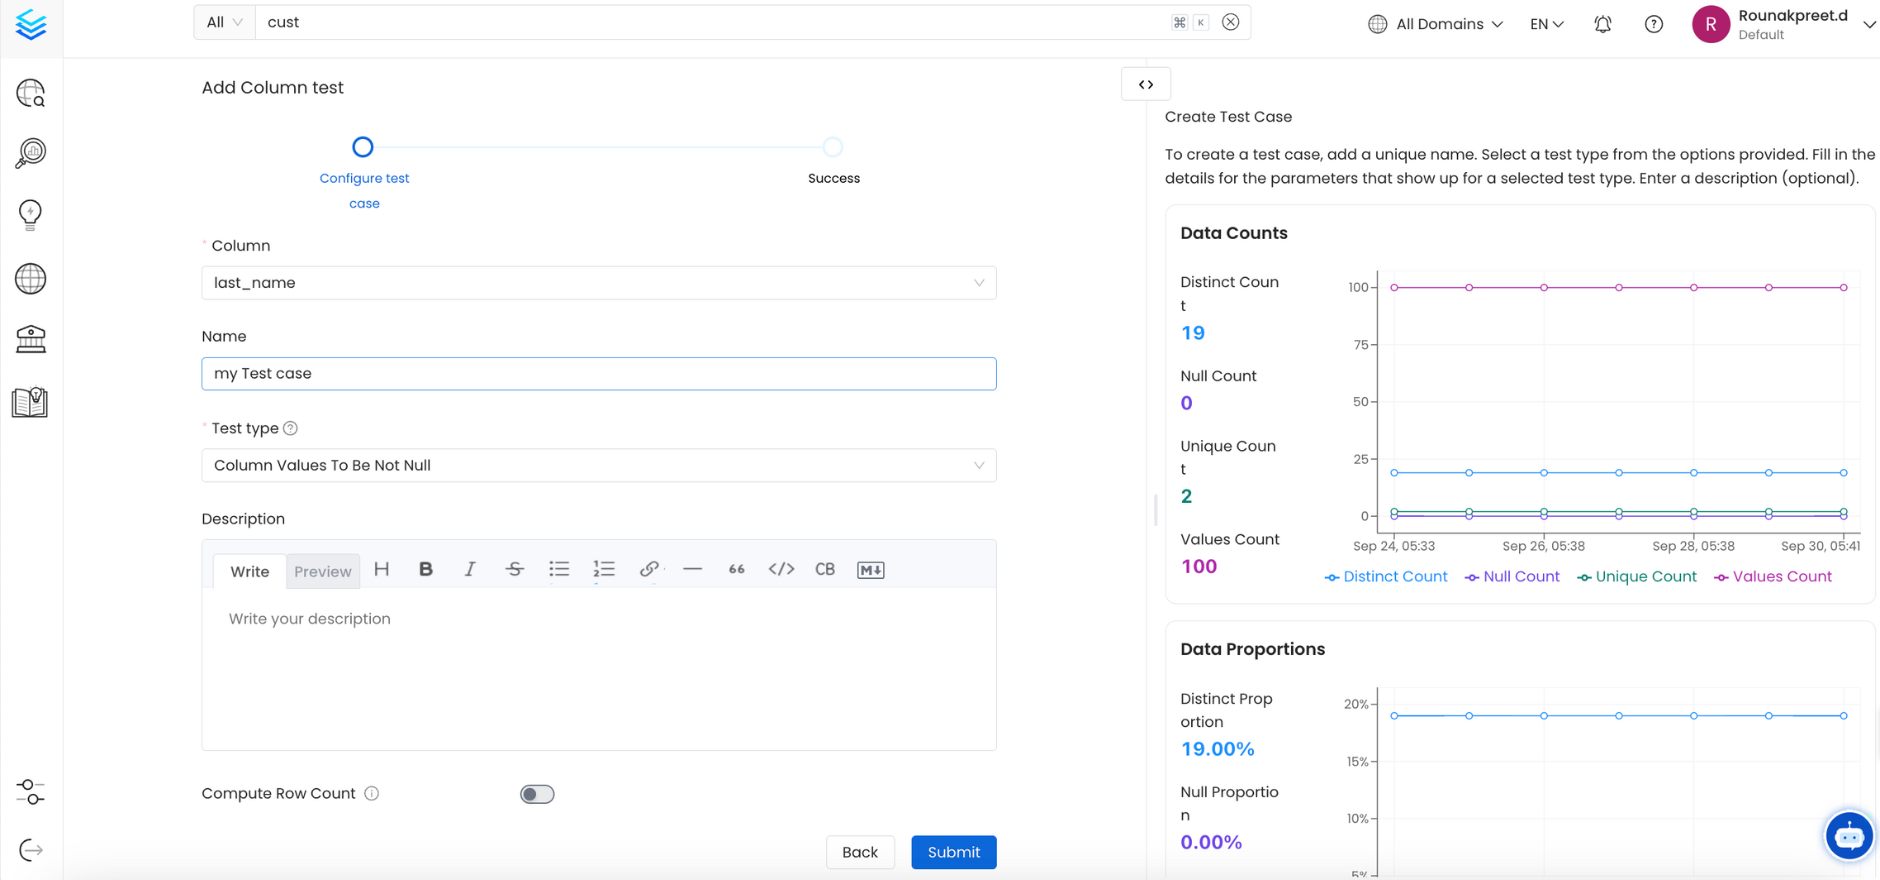 All
cust
⌘ K
All Domains
EN
R
Rounakpreet.d
Default
Add Column test
Configure test
case
Success
* Column
last_name
Name
my Test case
* Test type
Column Values To Be Not Null
Description
Write
Preview
H B I S 66 </> CB M↓
Write your description
Compute Row Count
Back
Submit
<>
Create Test Case
To create a test case, add a unique name. Select a test type from the options provided. Fill in the
details for the parameters that show up for a selected test type. Enter a description (optional).
Data Counts
Distinct Coun
t
19
Null Count
0
Unique Coun
t
2
Values Count
100
100
75
50
25
0
Sep 24, 05:33
Sep 26, 05:38
Sep 28, 05:38
Sep 30, 05:41
Distinct Count
Null Count
Unique Count
Values Count
Data Proportions
Distinct Prop
ortion
19.00%
Null Proportio
n
0.00%
20%
15%
10%
5%